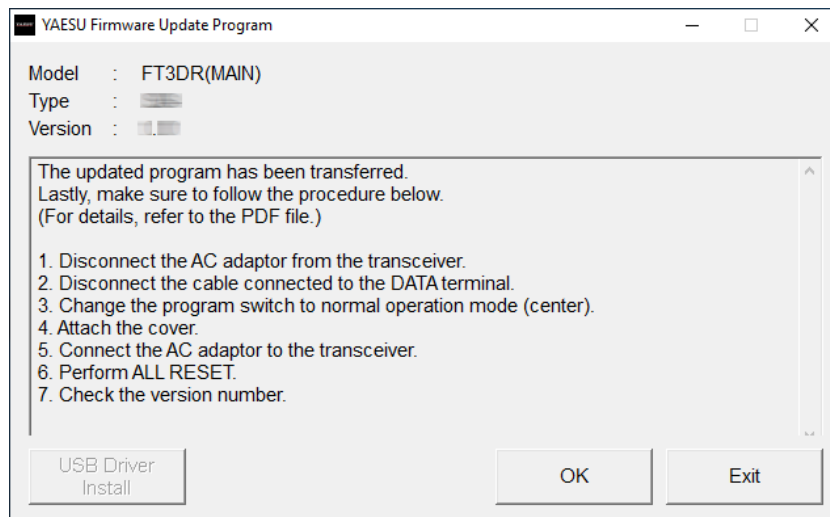 YAESU Firmware Update Program
Model : FT3DR(MAIN)
Type :
Version :
The updated program has been transferred.
Lastly, make sure to follow the procedure below.
(For details, refer to the PDF file.)
1. Disconnect the AC adaptor from the transceiver.
2. Disconnect the cable connected to the DATA terminal.
3. Change the program switch to normal operation mode (center).
4. Attach the cover.
5. Connect the AC adaptor to the transceiver.
6. Perform ALL RESET.
7. Check the version number.
USB Driver
Install
OK
Exit